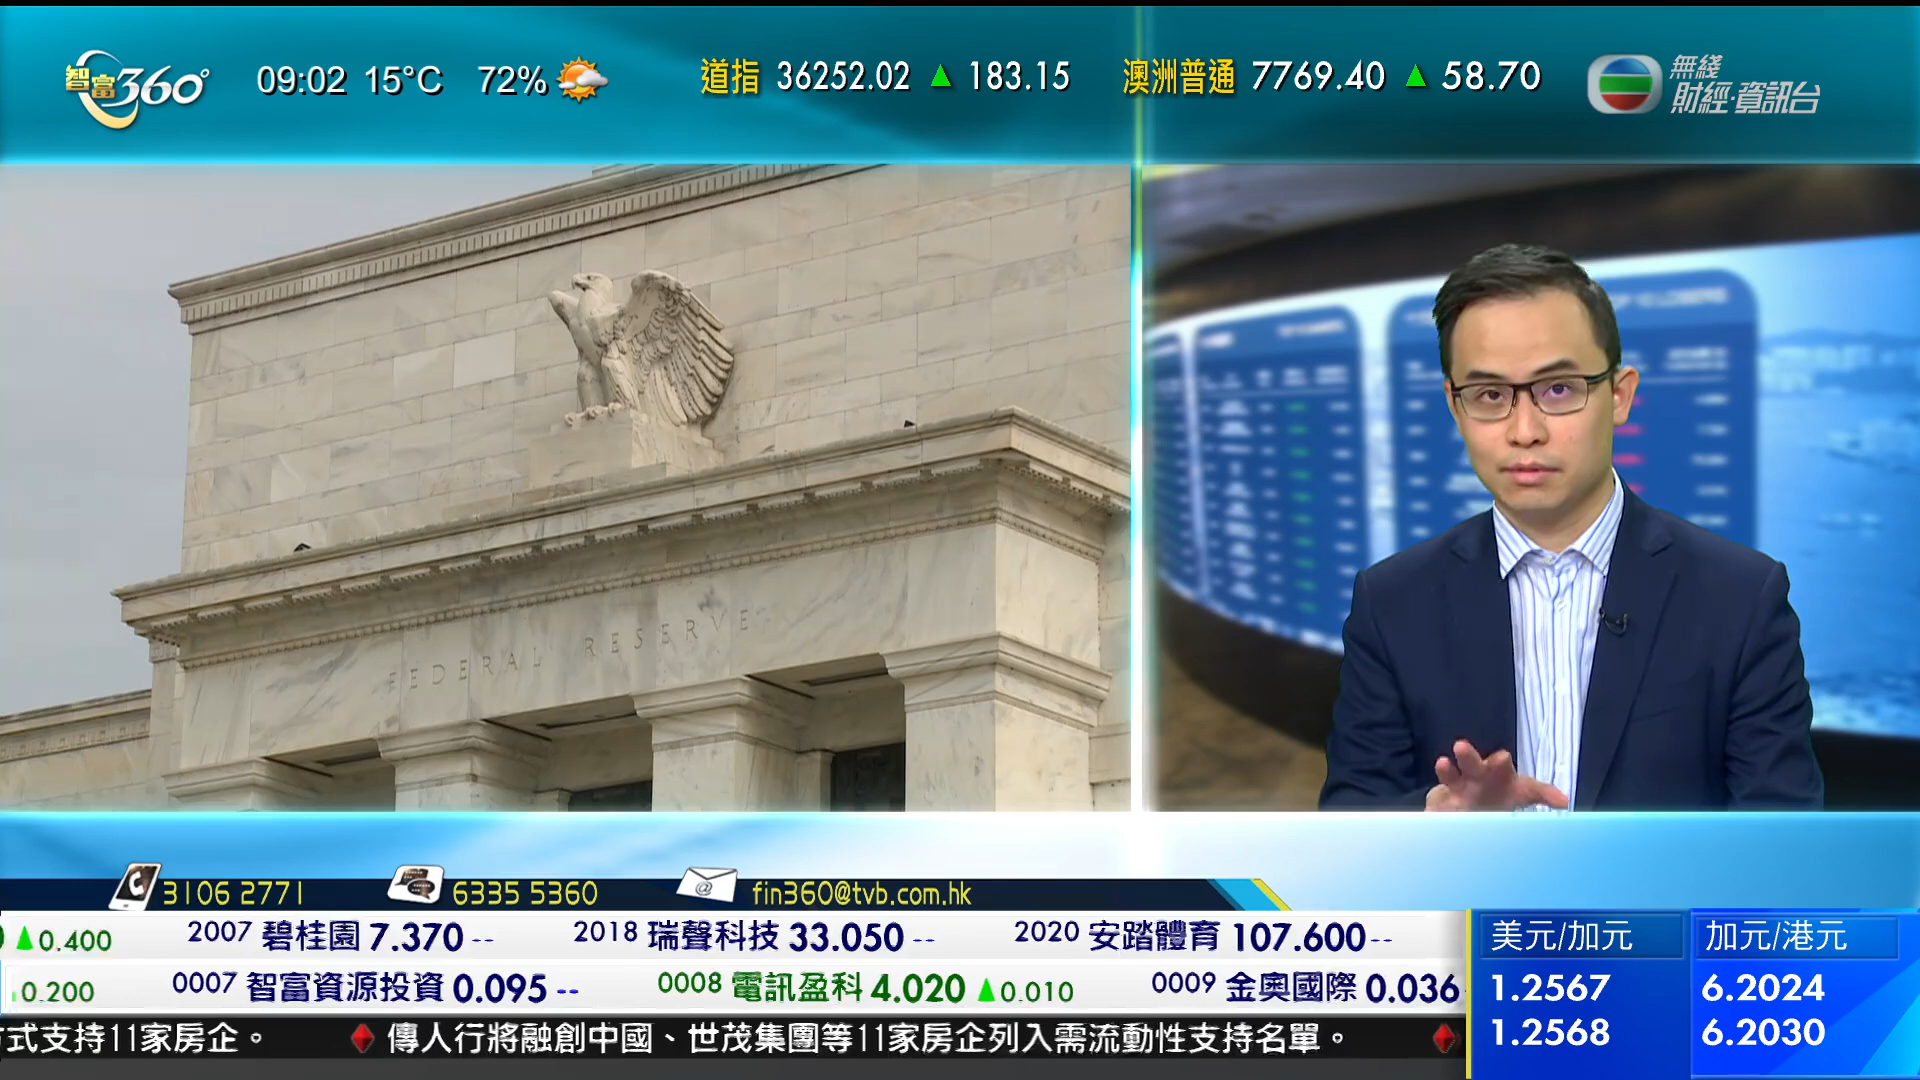 智富360°
09:02 15°C 72%
道指 36252.02 ▲ 183.15
澳洲普通 7769.40 ▲ 58.70
無綫
財經·資訊台
FEDERAL RESERVE
3106 2771
6335 5360
fin360@tvb.com.hk
▲0.400 2007 碧桂園 7.370 -- 2018 瑞聲科技 33.050 -- 2020 安踏體育 107.600 --
0.200 0007 智富資源投資 0.095 -- 0008 電訊盈科 4.020 ▲0.010 0009 金奧國際 0.036
式支持11家房企。 ♦ 傳人行將融創中國、世茂集團等11家房企列入需流動性支持名單。 ♦
美元/加元
1.2567
1.2568
加元/港元
6.2024
6.2030